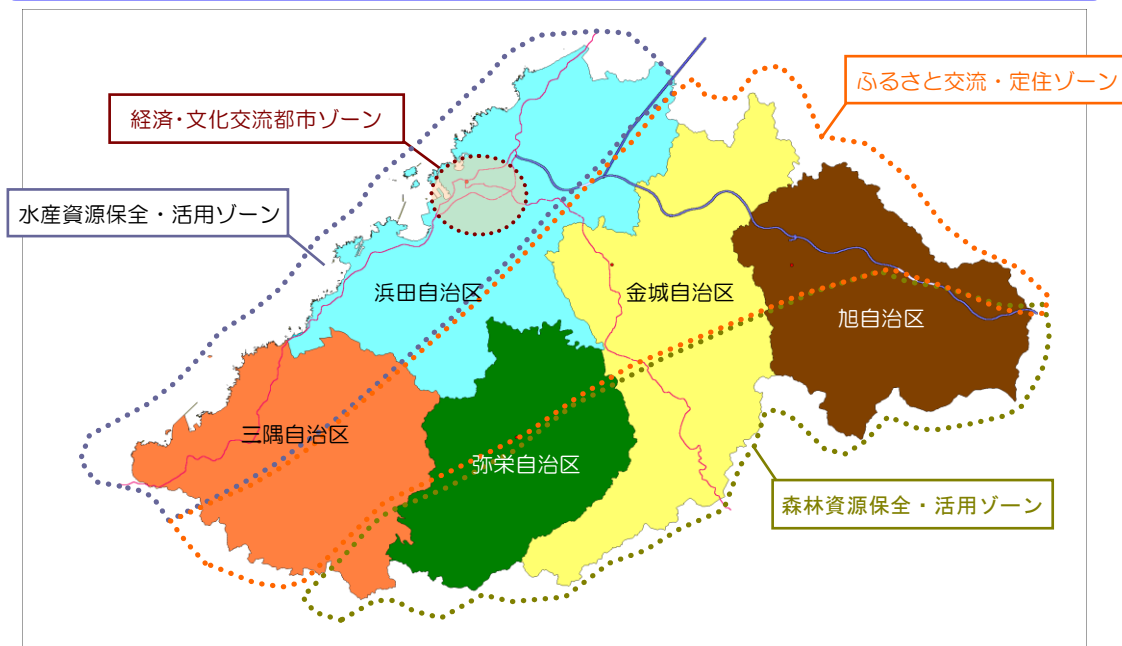 ふるさと交流・定住ゾーン
経済・文化交流都市ゾーン
水産資源保全・活用ゾーン
浜田自治区
金城自治区
旭自治区
三隅自治区
弥栄自治区
森林資源保全・活用ゾーン